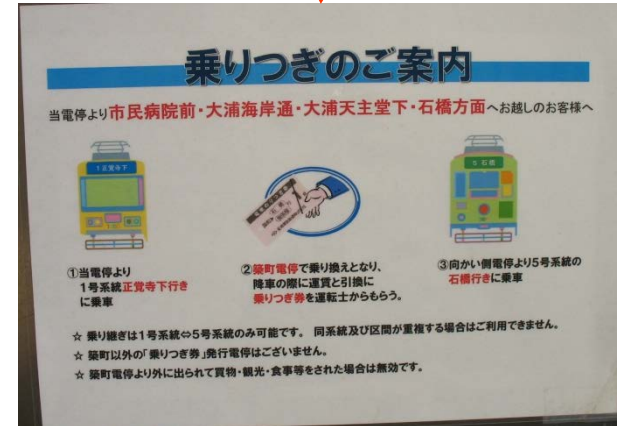 乗りつぎのご案内
当電停より市民病院前・大浦海岸通・大浦天主堂下・石橋方面へお越しのお客様へ
1正覚寺下
5 石橋
①当電停より
1号系統正覚寺下行き
に乗車
②築町電停で乗り換えとなり、
降車の際に運賃と引換に
乗りつぎ券を運転士からもらう。
③向かい側電停より5号系統の
石橋行きに乗車
☆ 乗り継ぎは1号系統⇔5号系統のみ可能です。 同系統及び区間が重複する場合はご利用できません。
☆ 築町以外の「乗りつぎ券」発行電停はございません。
☆ 築町電停より外に出られて買物・観光・食事等をされた場合は無効です。